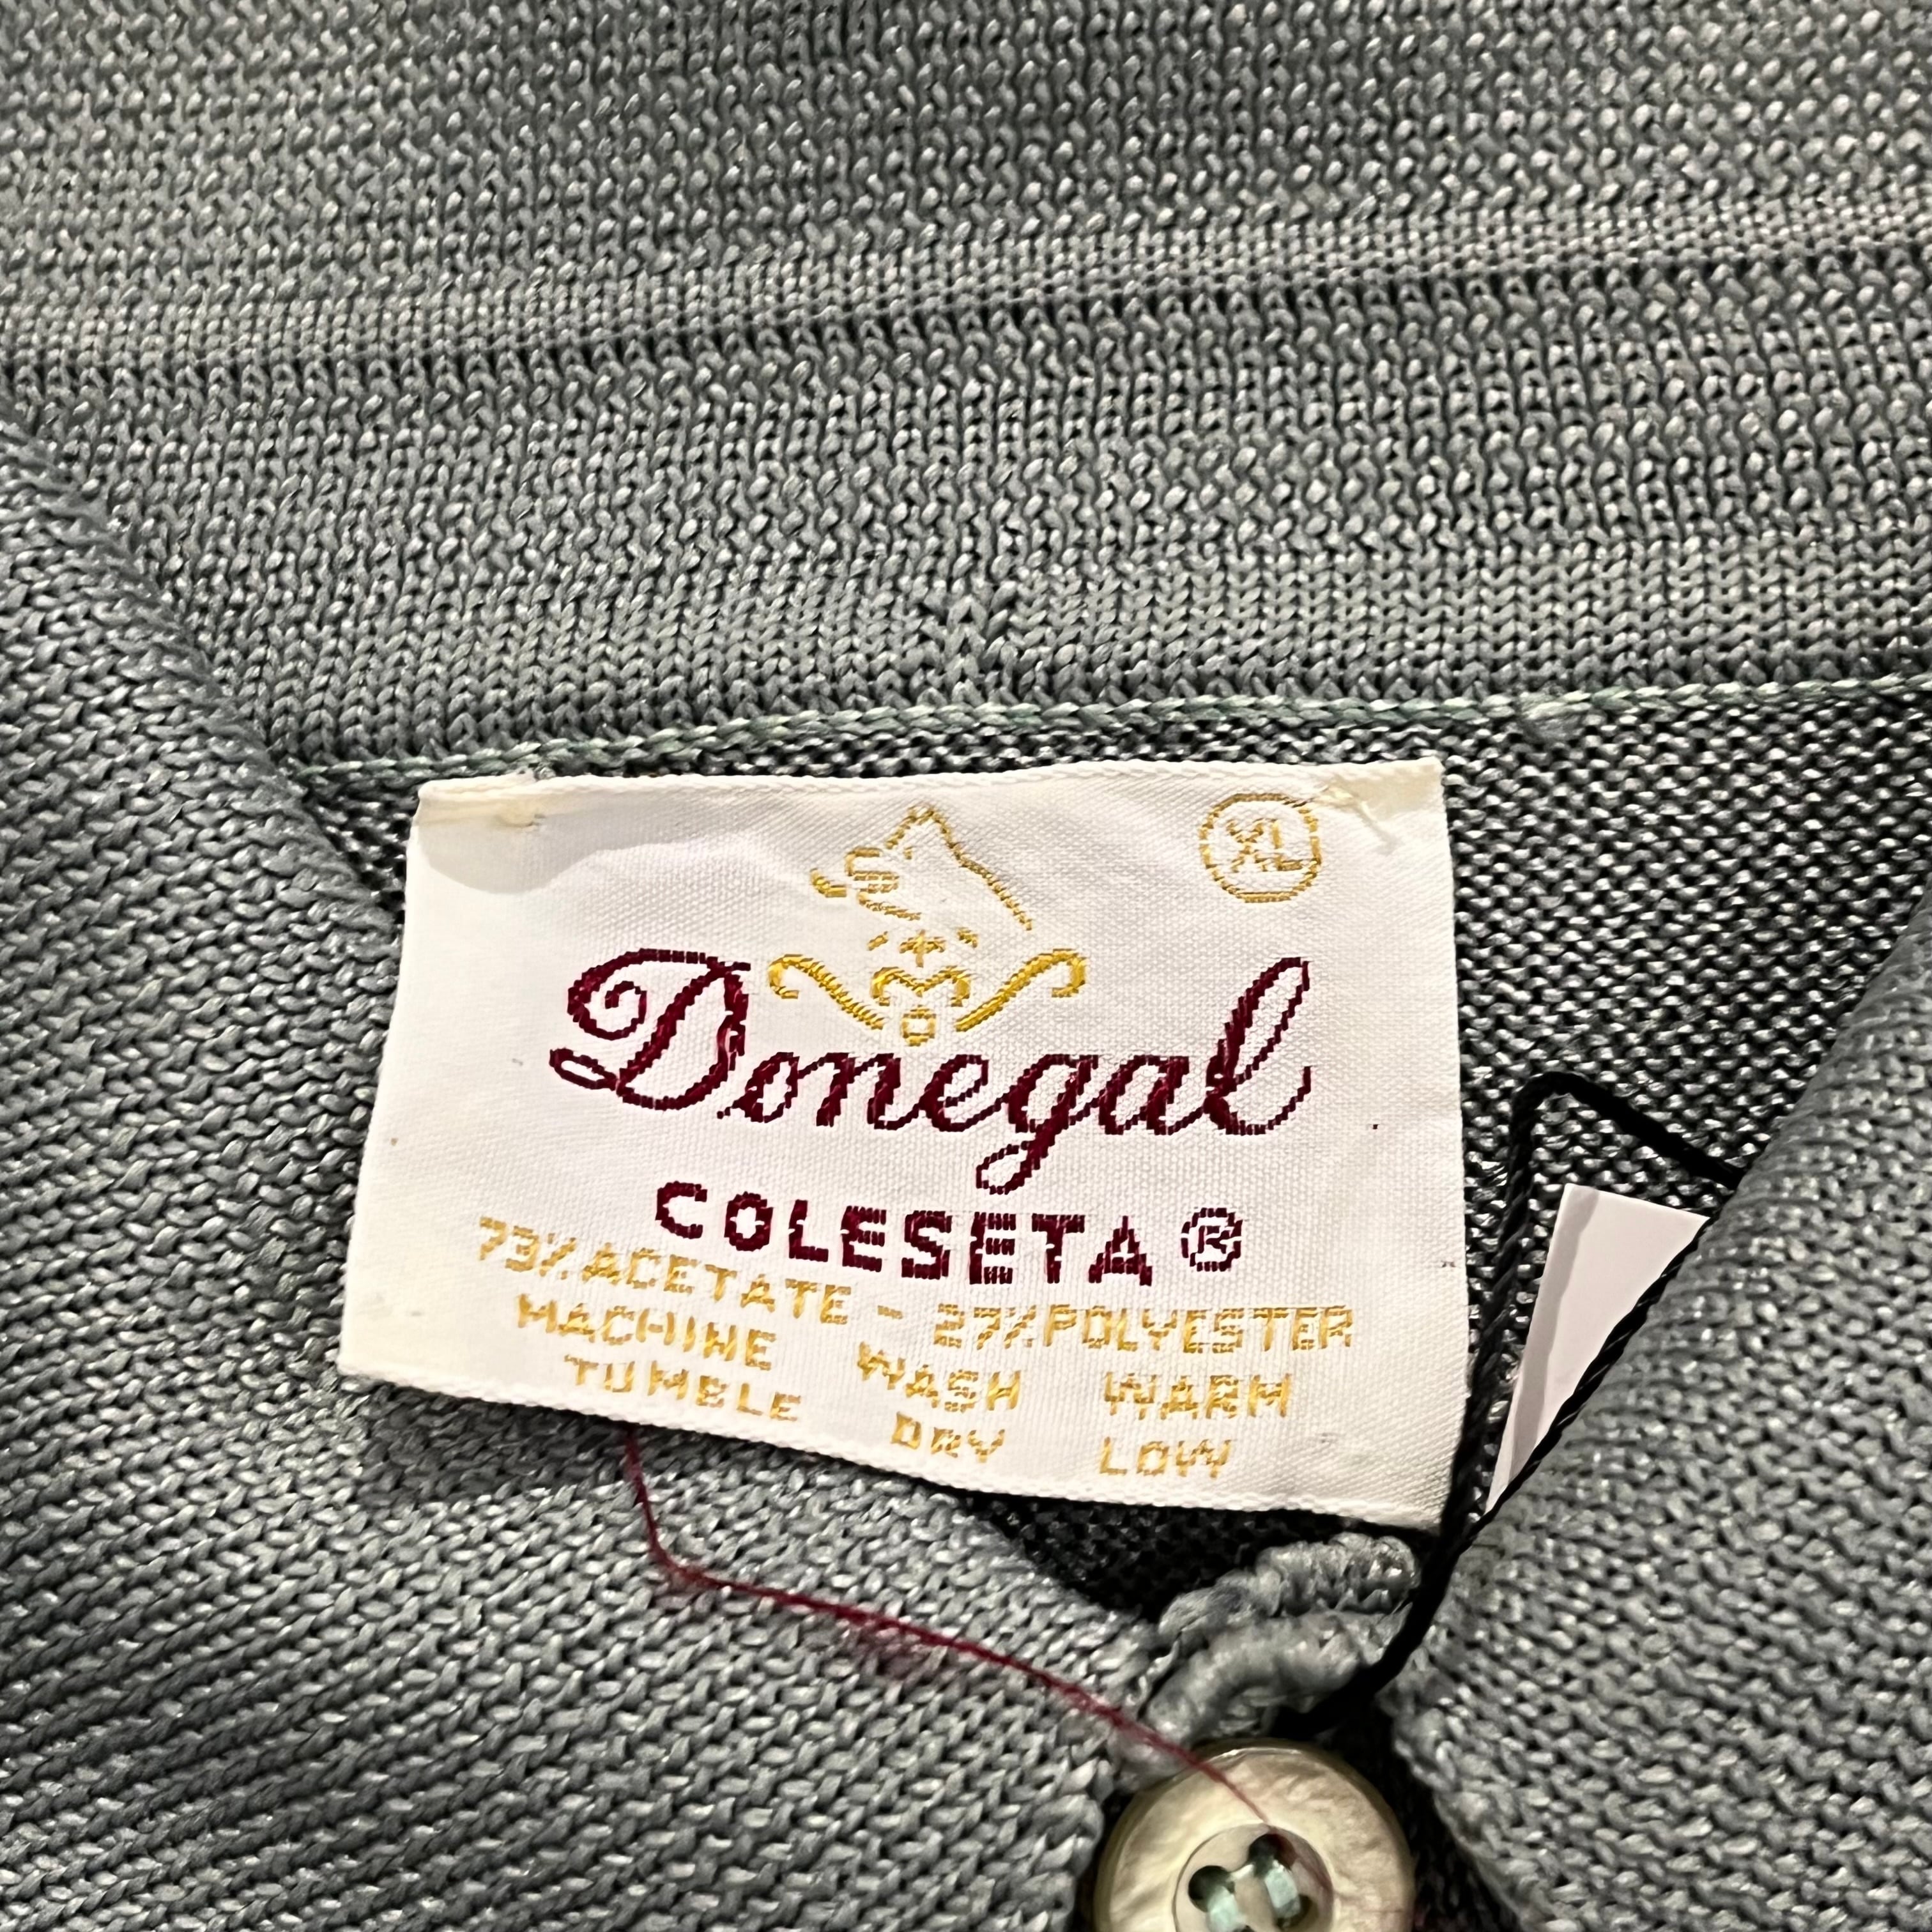 XL
Donegal
COLESETA®
73% ACETATE - 27% POLYESTER
MACHINE WASH WARM
TUMBLE DRY LOW